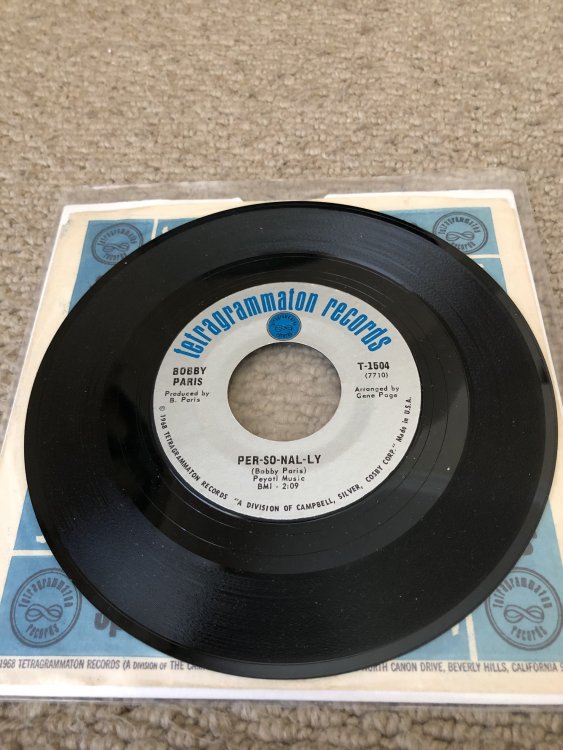 tetragrammaton
records
tetragrammaton records
BOBBY
PARIS
Produced by
B. Paris
T-1504
(7710)
Arranged by
Gene Page
PER-SO-NAL-LY
(Bobby Paris)
Peyotl Music
BMI - 2:09
© 1968 TETRAGRAMMATON RECORDS "A DIVISION OF CAMPBELL, SILVER, COSBY CORP." Made in U.S.A.
tetragrammaton
records
tetragrammaton
records
1968 TETRAGRAMMATON RECORDS (A DIVISION OF THE
NORTH CANON DRIVE, BEVERLY HILLS, CALIFORNIA